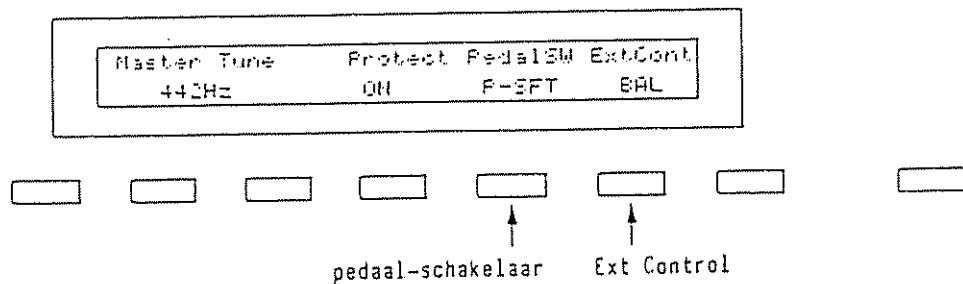 Master Tune Protect PedalSW ExtCont
442Hz ON P-SFT BAL
pedaal-schakelaar Ext Control